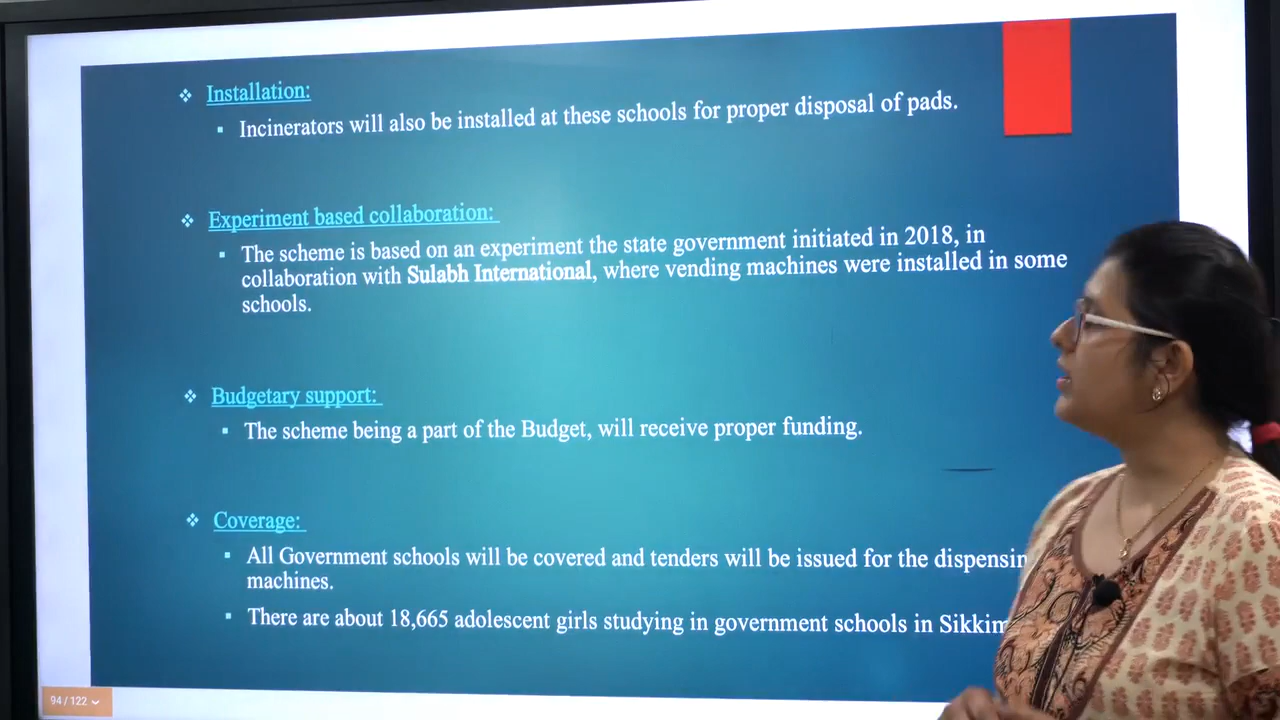 Installation:
Incinerators will also be installed at these schools for proper disposal of pads.
Experiment based collaboration:
The scheme is based on an experiment the state government initiated in 2018, in
collaboration with Sulabh International, where vending machines were installed in some
schools.
Budgetary support:
The scheme being a part of the Budget, will receive proper funding.
Coverage:
All Government schools will be covered and tenders will be issued for the dispensin
machines.
There are about 18,665 adolescent girls studying in government schools in Sikkim
94 / 122